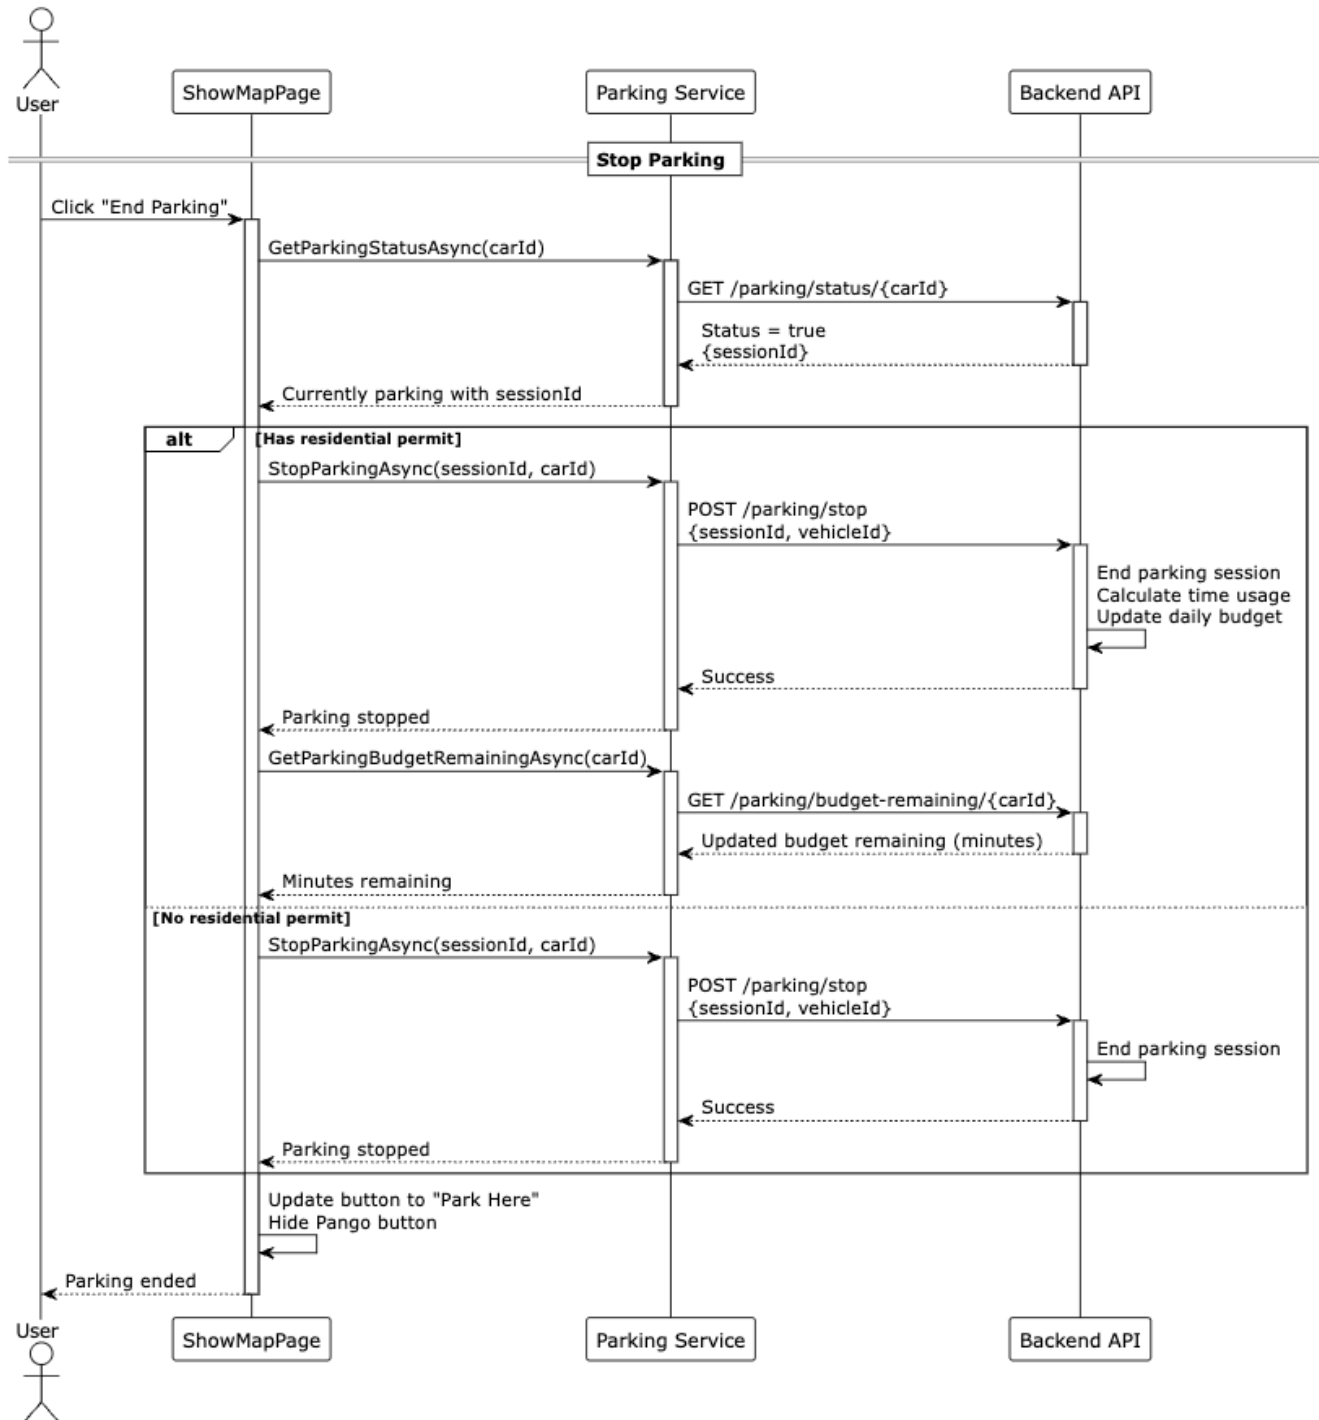 User
ShowMapPage
Parking Service
Backend API
Stop Parking
Click "End Parking"
GetParkingStatusAsync(carId)
GET /parking/status/{carId}
Status = true
{sessionId}
Currently parking with sessionId
alt
[Has residential permit]
StopParkingAsync(sessionId, carId)
POST /parking/stop
{sessionId, vehicleId}
End parking session
Calculate time usage
Update daily budget
Success
Parking stopped
GetParkingBudgetRemainingAsync(carId)
GET /parking/budget-remaining/{carId}
Updated budget remaining (minutes)
Minutes remaining
[No residential permit]
StopParkingAsync(sessionId, carId)
POST /parking/stop
{sessionId, vehicleId}
End parking session
Success
Parking stopped
Update button to "Park Here"
Hide Pango button
Parking ended
User
ShowMapPage
Parking Service
Backend API